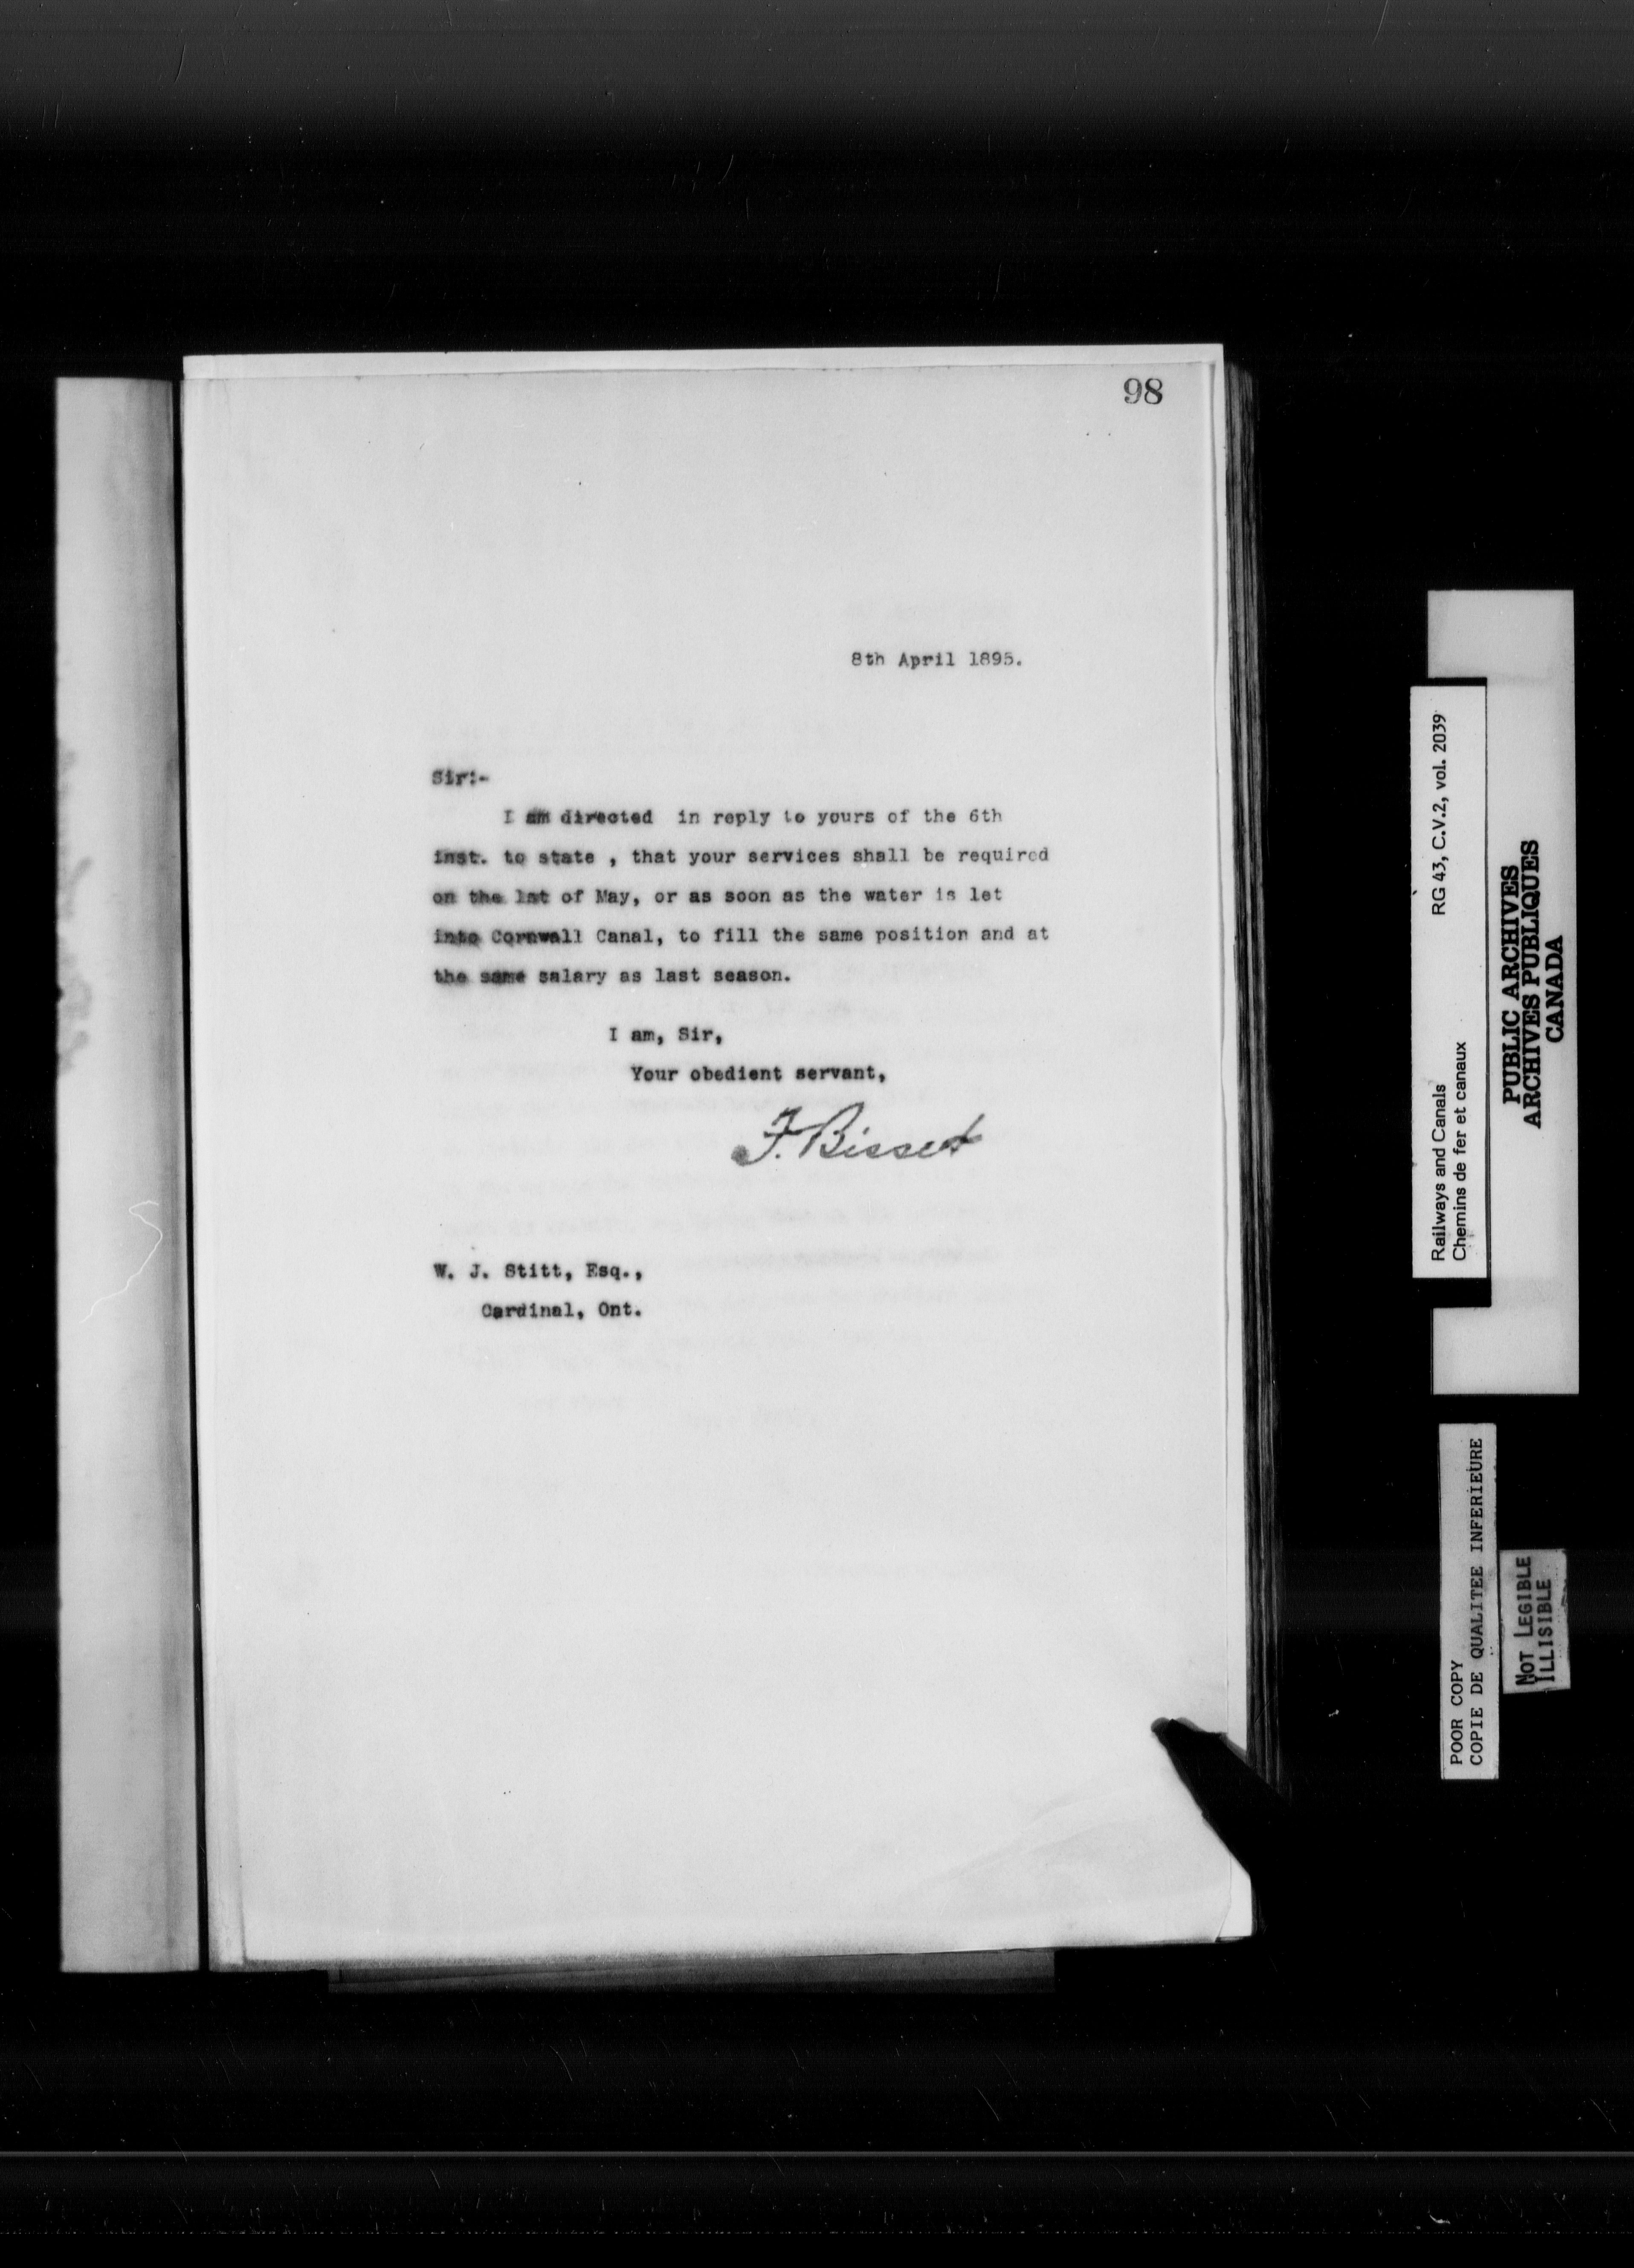 98
8th April 1895.
Sir:-
I am directed in reply to yours of the 6th
inst. to state , that your services shall be required
on the 1st of May, or as soon as the water is let
into Cornwall Canal, to fill the same position and at
the same salary as last season.
I am, Sir,
Your obedient servant,
F. Bisset
W. J. Stitt, Esq.,
Cardinal, Ont.
Railways and Canals RG 43, C.V.2, vol. 2039
Chemins de fer et canaux
PUBLIC ARCHIVES
ARCHIVES PUBLIQUES
CANADA
POOR COPY
COPIE DE QUALITEE INFERIEURE
NOT LEGIBLE
ILLISIBLE